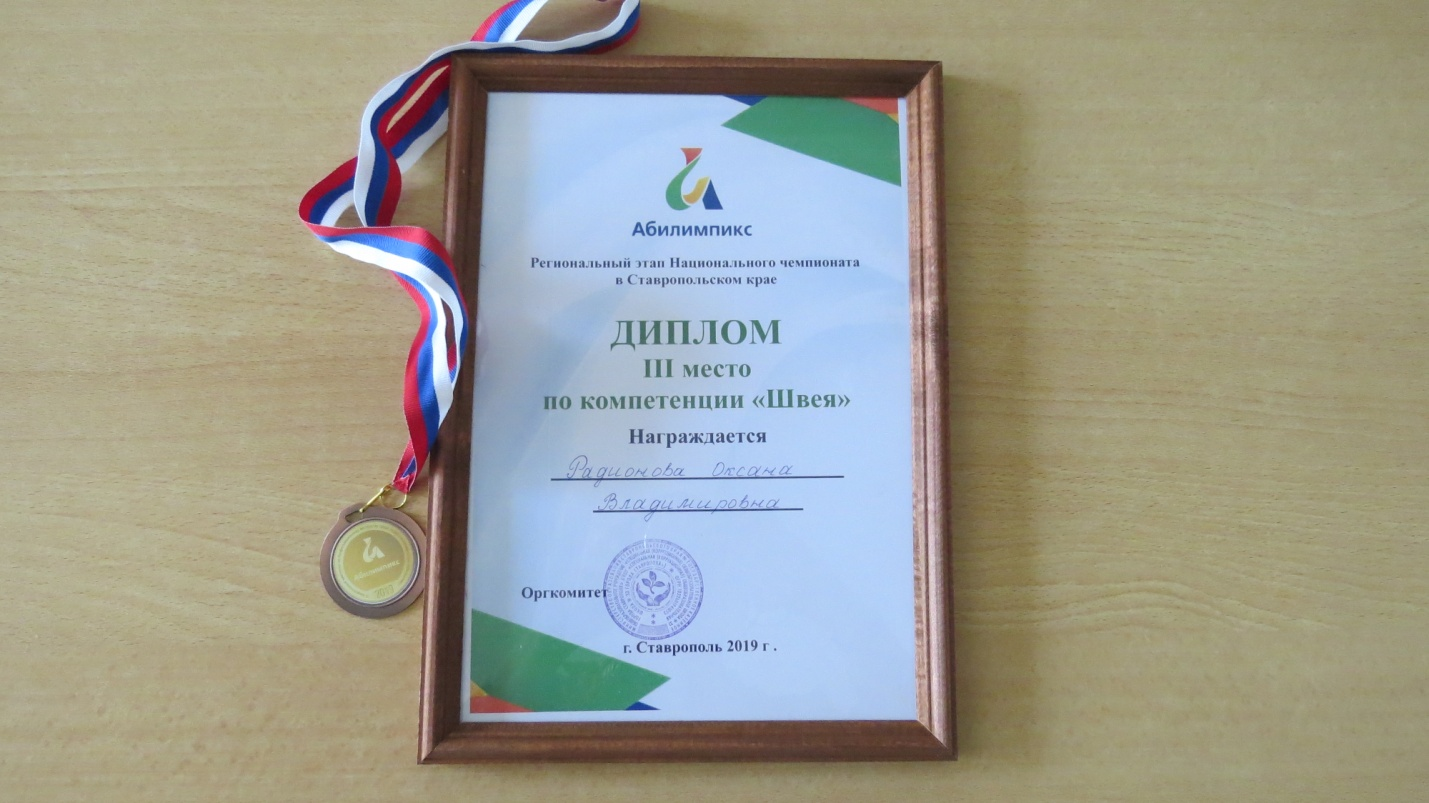 Абилимпикс
Региональный этап Национального чемпионата
в Ставропольском крае
ДИПЛОМ
III место
по компетенции «Швея»
Награждается
Радионова Оксана
Владимировна
Оргкомитет
г. Ставрополь 2019 г .
Абилимпикс